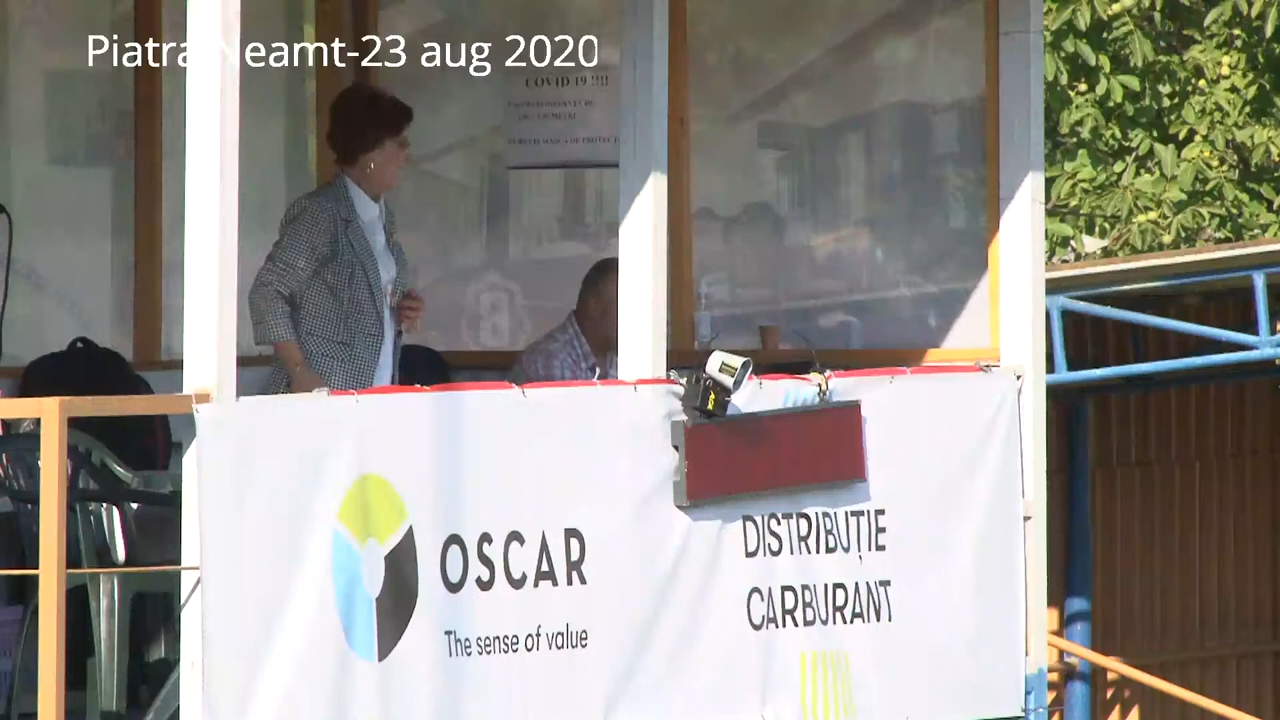 Piatra Neamt-23 aug 2020
COVID 19 !!!!
OSCAR
The sense of value
DISTRIBUȚIE
CARBURANT